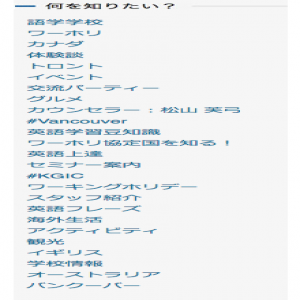 何を知りたい？
語学学校
ワーホリ
カナダ
体験談
トロント
イベント
交流パーティー
グルメ
カウンセラー：松山 芙弓
#Vancouver
英語学習豆知識
ワーホリ協定国を知る！
英語上達
セミナー案内
#KGIC
ワーキングホリデー
スタッフ紹介
英語フレーズ
海外生活
アクティビティ
観光
イギリス
学校情報
オーストラリア
バンクーバー